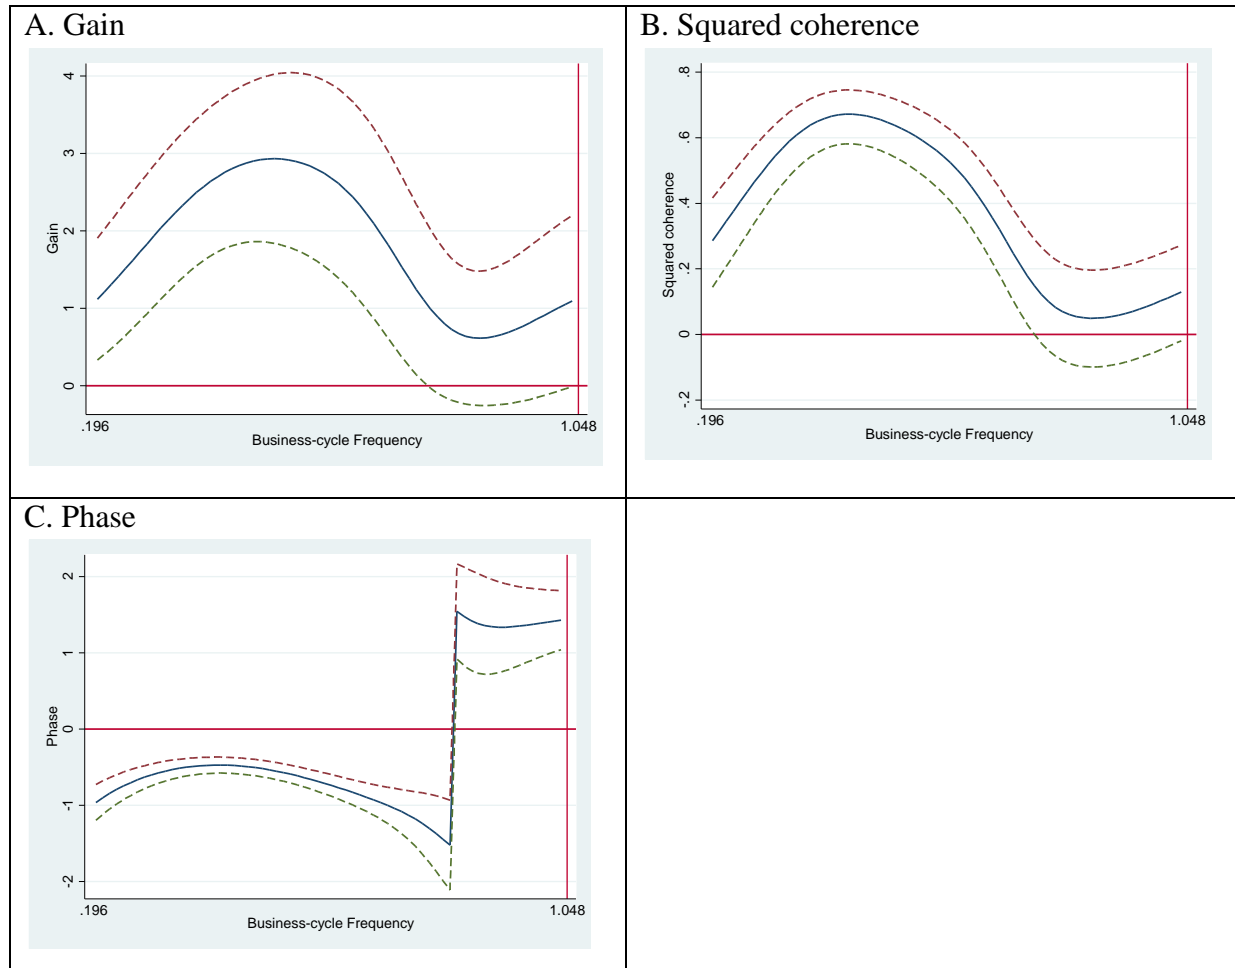 A. Gain
4
3
2
1
0
Gain
.196
1.048
Business-cycle Frequency
B. Squared coherence
.8
.6
.4
.2
0
-.2
Squared coherence
.196
1.048
Business-cycle Frequency
C. Phase
2
1
0
-1
-2
Phase
.196
1.048
Business-cycle Frequency